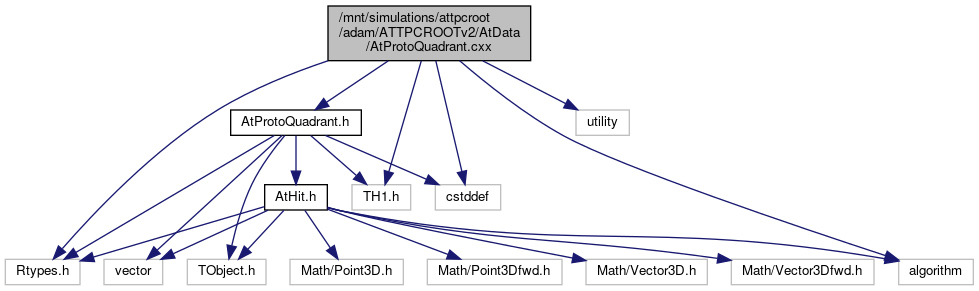 /mnt/simulations/attpcroot
/adam/ATTPCROOTv2/AtData
/AtProtoQuadrant.cxx
AtProtoQuadrant.h
utility
AtHit.h
TH1.h
cstddef
Rtypes.h
vector
TObject.h
Math/Point3D.h
Math/Point3Dfwd.h
Math/Vector3D.h
Math/Vector3Dfwd.h
algorithm